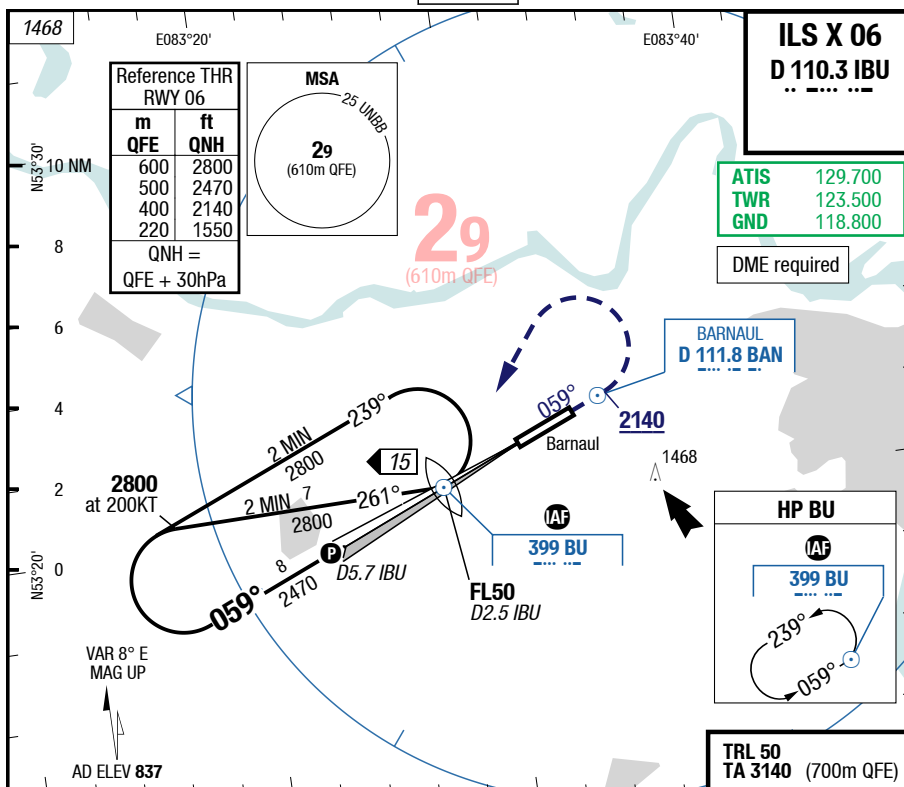 1468
E083°20'
E083°40'
ILS X 06
D 110.3 IBU
Reference THR
RWY 06
m ft
QFE QNH
600 2800
500 2470
400 2140
220 1550
QNH =
QFE + 30hPa
MSA
25 UNBB
29
(610m QFE)
N53°30'
10 NM
29
(610m QFE)
ATIS 129.700
TWR 123.500
GND 118.800
DME required
8
6
BARNAUL
D 111.8 BAN
059°
2140
4
239°
2 MIN
2800
Barnaul
15
1468
2800
at 200KT
2
2 MIN 7 261°
2800
IAF
399 BU
HP BU
IAF
399 BU
239°
059°
P
D5.7 IBU
8
2470
059°
FL50
D2.5 IBU
N53°20'
0
VAR 8° E
MAG UP
AD ELEV 837
TRL 50
TA 3140 (700m QFE)